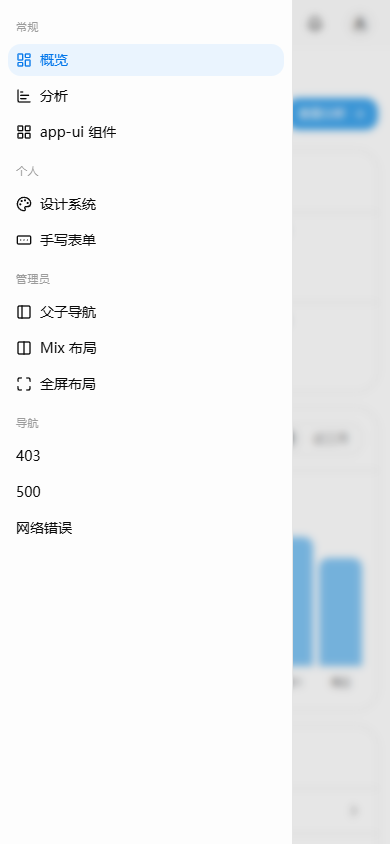 常规
概览
分析
app-ui 组件
个人
设计系统
手写表单
管理员
父子导航
Mix 布局
全屏布局
导航
403
500
网络错误